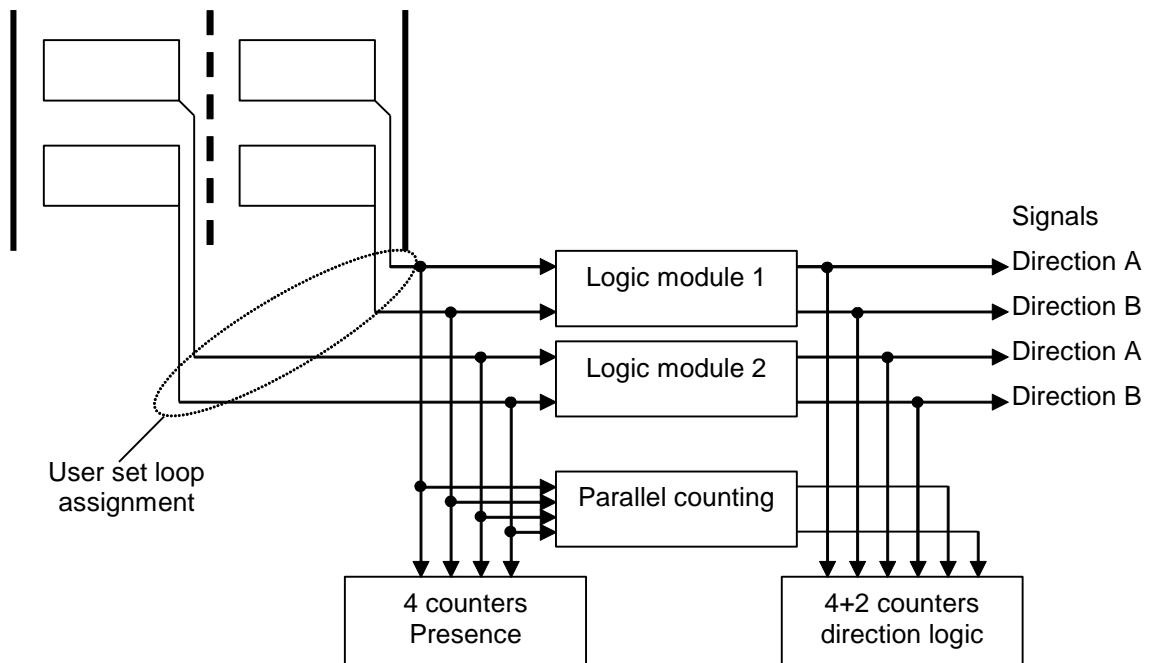 Signals
Logic module 1
Direction A
Direction B
Logic module 2
Direction A
Direction B
User set loop
assignment
Parallel counting
4 counters
Presence
4+2 counters
direction logic